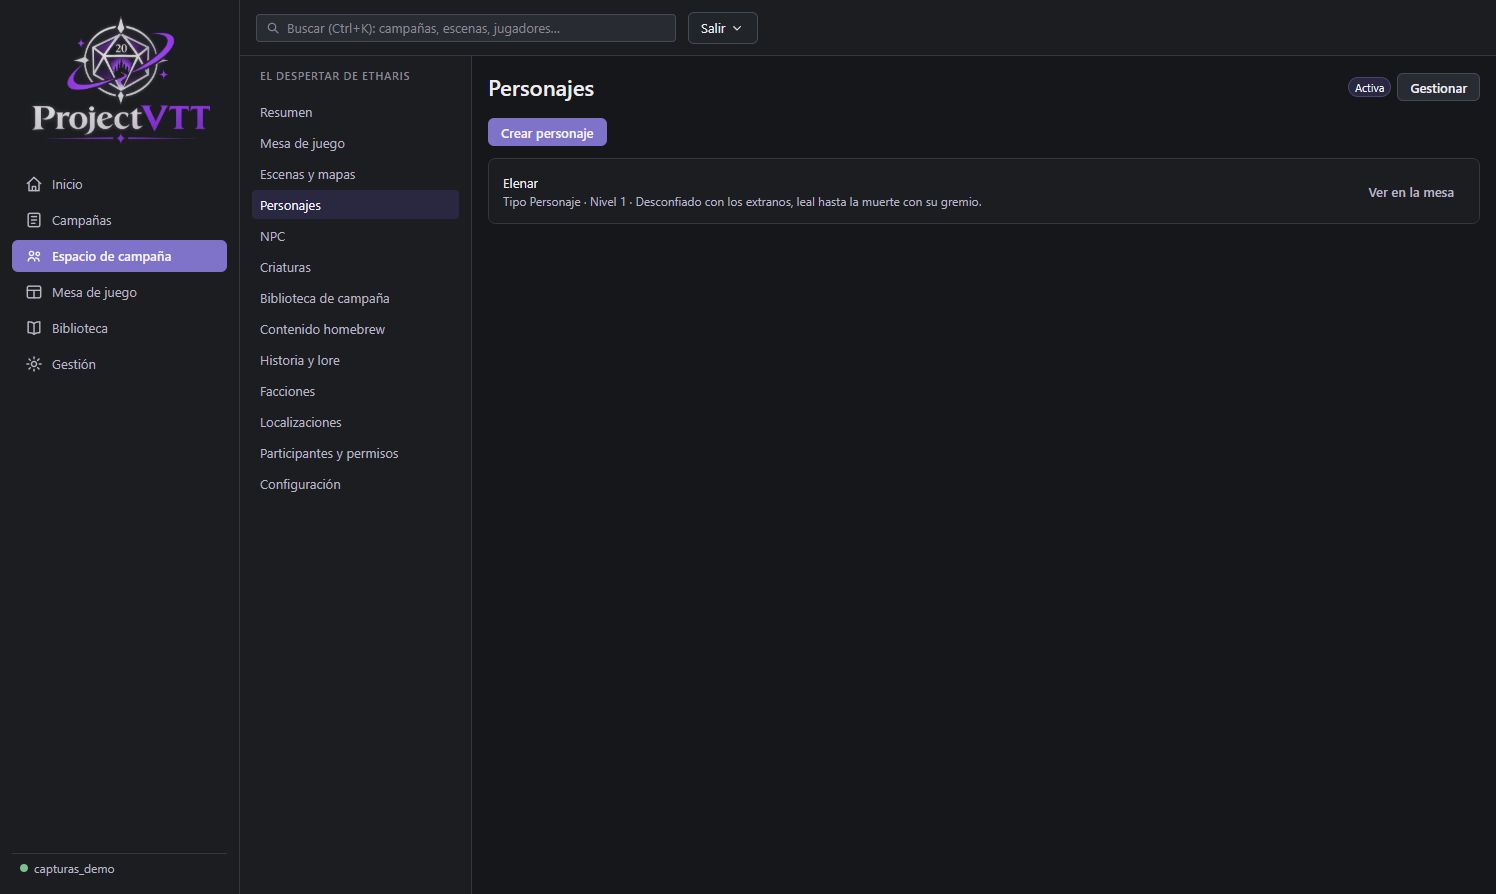 20
ProjectVTT
Inicio
Campañas
Espacio de campaña
Mesa de juego
Biblioteca
Gestión
capturas_demo
Buscar (Ctrl+K): campañas, escenas, jugadores...
Salir
EL DESPERTAR DE ETHARIS
Resumen
Mesa de juego
Escenas y mapas
Personajes
NPC
Criaturas
Biblioteca de campaña
Contenido homebrew
Historia y lore
Facciones
Localizaciones
Participantes y permisos
Configuración
Personajes
Activa
Gestionar
Crear personaje
Elenar
Tipo Personaje · Nivel 1 · Desconfiado con los extranos, leal hasta la muerte con su gremio.
Ver en la mesa